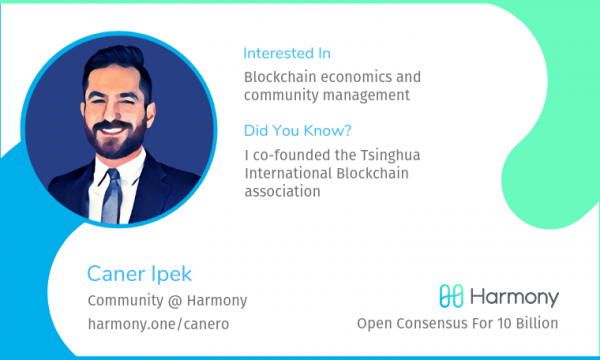 Interested In
Blockchain economics and
community management
Did You Know?
I co-founded the Tsinghua
International Blockchain
association
Caner Ipek
Community @ Harmony
harmony.one/canero
Harmony
Open Consensus For 10 Billion